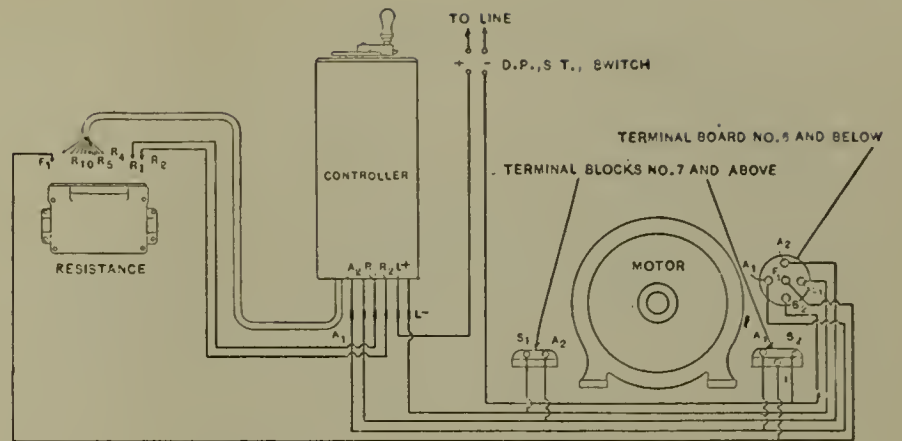 TO LINE
+ -
D.P., S T., SWITCH
TERMINAL BOARD NO.6 AND BELOW
TERMINAL BLOCKS NO.7 AND ABOVE
F1 R10 R5 R4 R1 R2
CONTROLLER
RESISTANCE
MOTOR
A2
A1 F1
S2
A2 R R2 L+
L-
A1
S1 A2
A1 S2